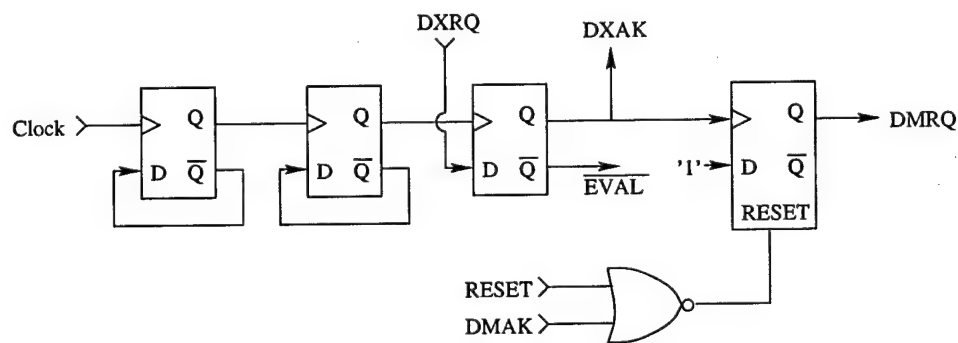 DXRQ
DXAK
Clock
Q
D
Q
Q
D
Q
Q
D
Q
EVAL
Q
'1'
D
Q
RESET
DMRQ
RESET
DMAK